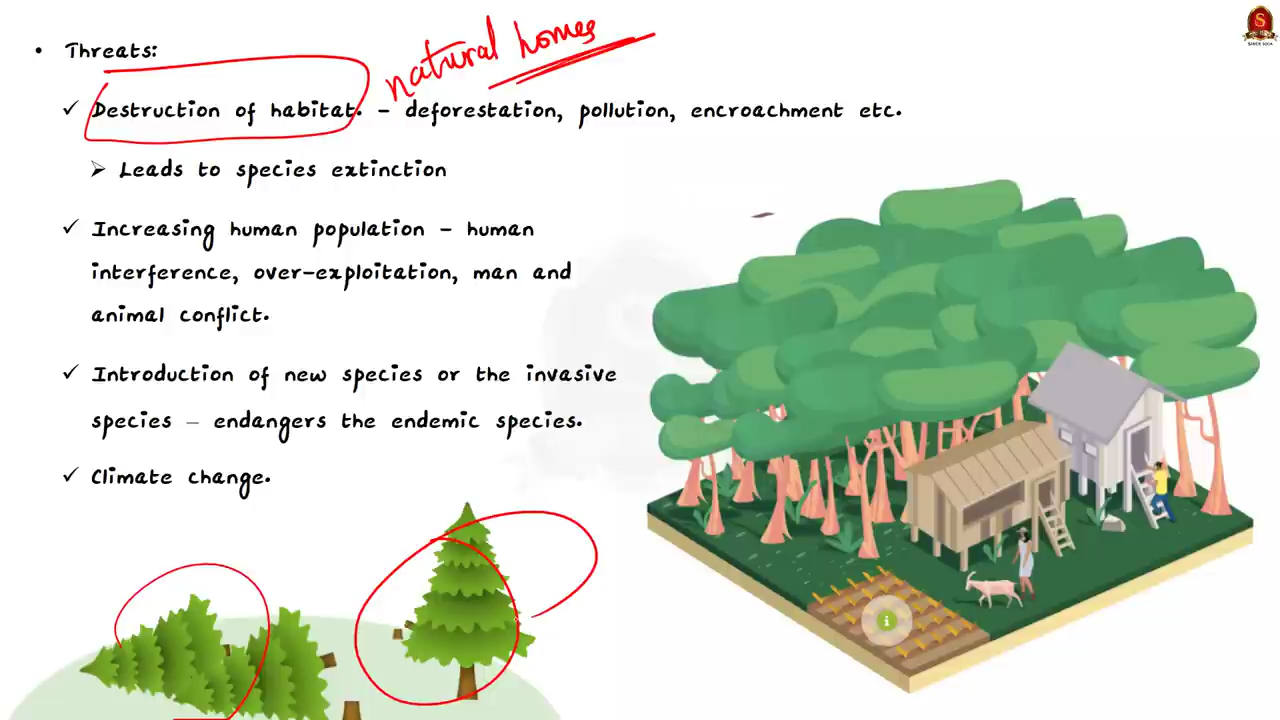 • Threats:
natural homes
✓ Destruction of habitat. – deforestation, pollution, encroachment etc.
➢ Leads to species extinction
✓ Increasing human population – human
interference, over-exploitation, man and
animal conflict.
✓ Introduction of new species or the invasive
species – endangers the endemic species.
✓ Climate change.
S
i